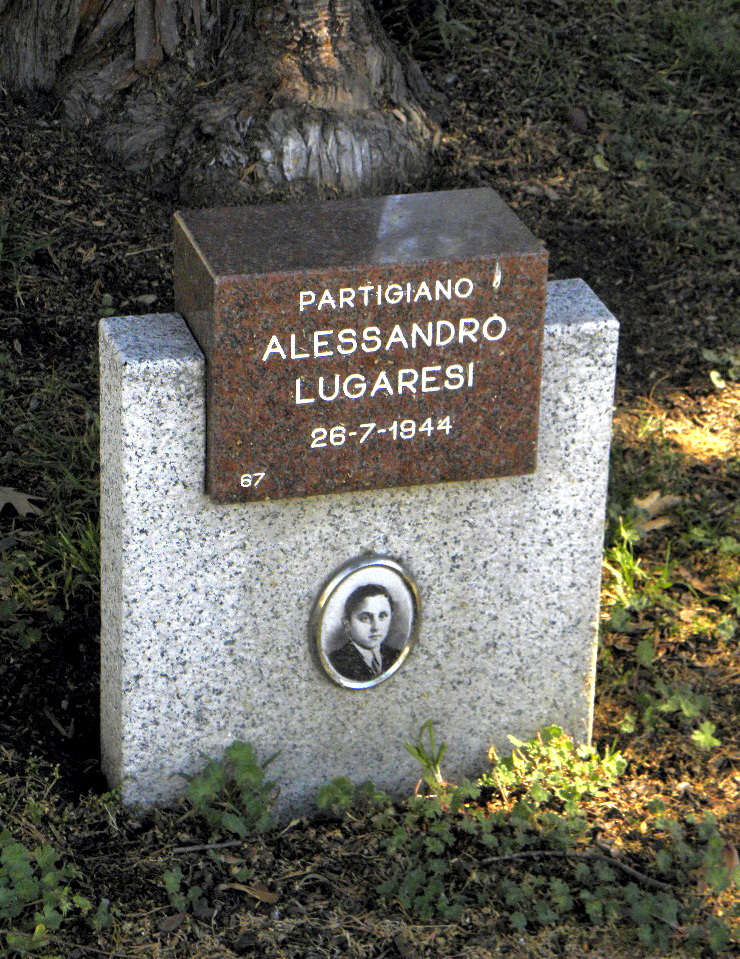 PARTIGIANO
ALESSANDRO
LUGARESI
26-7-1944
67